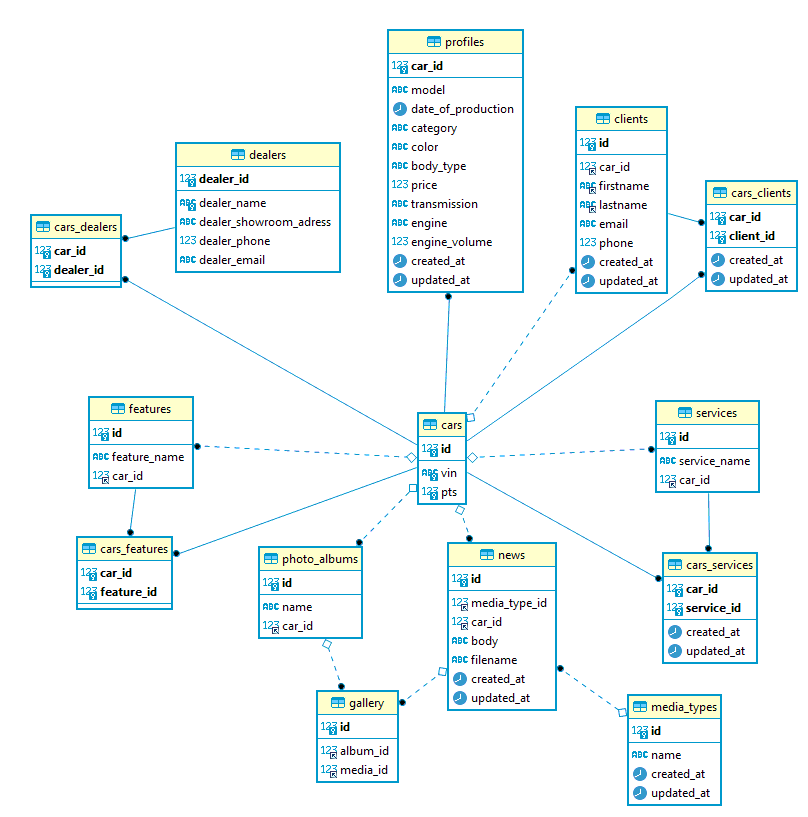 profiles
123 car_id
ABC model
date_of_production
ABC category
ABC color
ABC body_type
123 price
ABC transmission
ABC engine
123 engine_volume
created_at
updated_at
clients
123 id
123 car_id
ABC firstname
ABC lastname
ABC email
123 phone
created_at
updated_at
dealers
123 dealer_id
ABC dealer_name
ABC dealer_showroom_adress
123 dealer_phone
ABC dealer_email
cars_clients
123 car_id
123 client_id
created_at
updated_at
cars_dealers
123 car_id
123 dealer_id
features
123 id
ABC feature_name
123 car_id
cars
123 id
ABC vin
123 pts
services
123 id
ABC service_name
123 car_id
cars_features
123 car_id
123 feature_id
photo_albums
123 id
ABC name
123 car_id
news
123 id
123 media_type_id
123 car_id
ABC body
ABC filename
created_at
updated_at
cars_services
123 car_id
123 service_id
created_at
updated_at
gallery
123 id
123 album_id
123 media_id
media_types
123 id
ABC name
created_at
updated_at